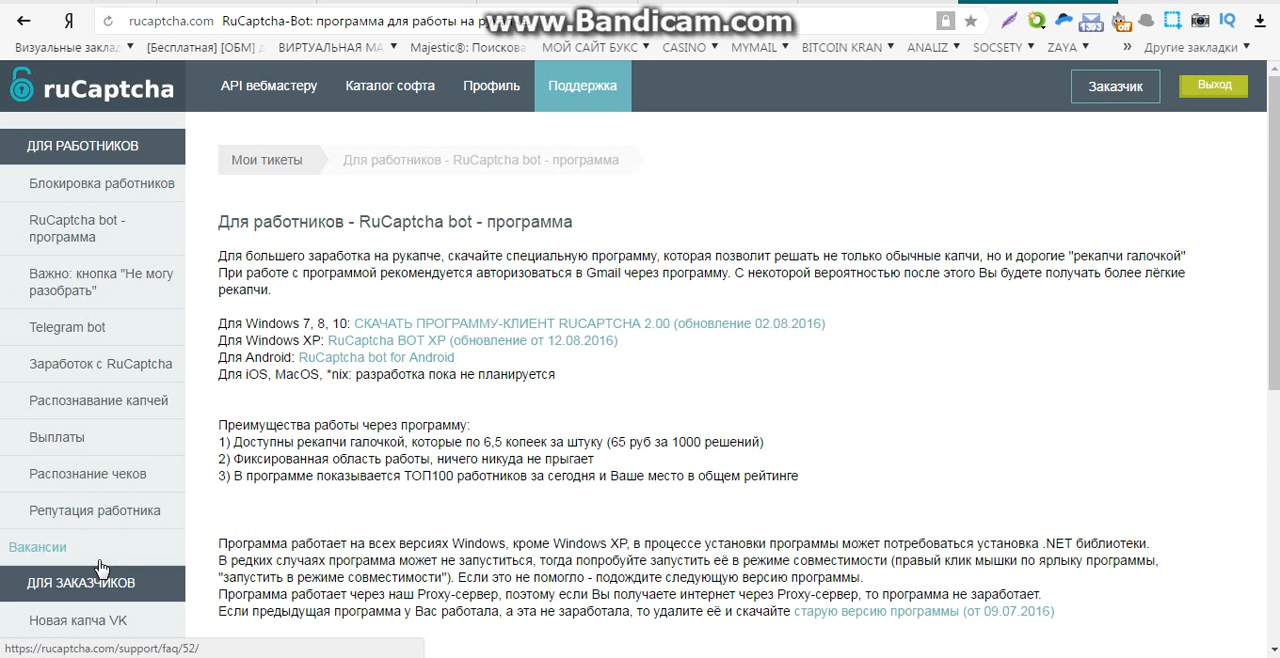 Я
rucaptcha.com RuCaptcha-Bot: программа для работы на
www.Bandicam.com
1393
off
IQ
Визуальные заклад
[Бесплатная] [ОБМ]
ВИРТУАЛЬНАЯ МА
Majestic®: Поискова
МОЙ САЙТ БУКС
CASINO
MYMAIL
BITCOIN KRAN
ANALIZ
SOCSETY
ZAYA
»
Другие закладки
ruCaptcha
API вебмастеру
Каталог софта
Профиль
Поддержка
Заказчик
Выход
ДЛЯ РАБОТНИКОВ
Блокировка работников
RuCaptcha bot -
программа
Важно: кнопка "Не могу
разобрать"
Telegram bot
Заработок с RuCaptcha
Распознавание капчей
Выплаты
Распознание чеков
Репутация работника
Вакансии
ДЛЯ ЗАКАЗЧИКОВ
Новая капча VK
Мои тикеты
Для работников - RuCaptcha bot - программа
Для работников - RuCaptcha bot - программа
Для большего заработка на рукапче, скачайте специальную программу, которая позволит решать не только обычные капчи, но и дорогие "рекапчи галочкой"
При работе с программой рекомендуется авторизоваться в Gmail через программу. С некоторой вероятностью после этого Вы будете получать более лёгкие
рекапчи.
Для Windows 7, 8, 10: СКАЧАТЬ ПРОГРАММУ-КЛИЕНТ RUCAPTCHA 2.00 (обновление 02.08.2016)
Для Windows XP: RuCaptcha BOT XP (обновление от 12.08.2016)
Для Android: RuCaptcha bot for Android
Для iOS, MacOS, *nix: разработка пока не планируется
Преимущества работы через программу:
1) Доступны рекапчи галочкой, которые по 6,5 копеек за штуку (65 руб за 1000 решений)
2) Фиксированная область работы, ничего никуда не прыгает
3) В программе показывается ТОП100 работников за сегодня и Ваше место в общем рейтинге
Программа работает на всех версиях Windows, кроме Windows XP, в процессе установки программы может потребоваться установка .NET библиотеки.
В редких случаях программа может не запуститься, тогда попробуйте запустить её в режиме совместимости (правый клик мышки по ярлыку программы,
"запустить в режиме совместимости"). Если это не помогло - подождите следующую версию программы.
Программа работает через наш Proxy-сервер, поэтому если Вы получаете интернет через Proxy-сервер, то программа не заработает.
Если предыдущая программа у Вас работала, а эта не заработала, то удалите её и скачайте старую версию программы (от 09.07.2016)
https://rucaptcha.com/support/faq/52/